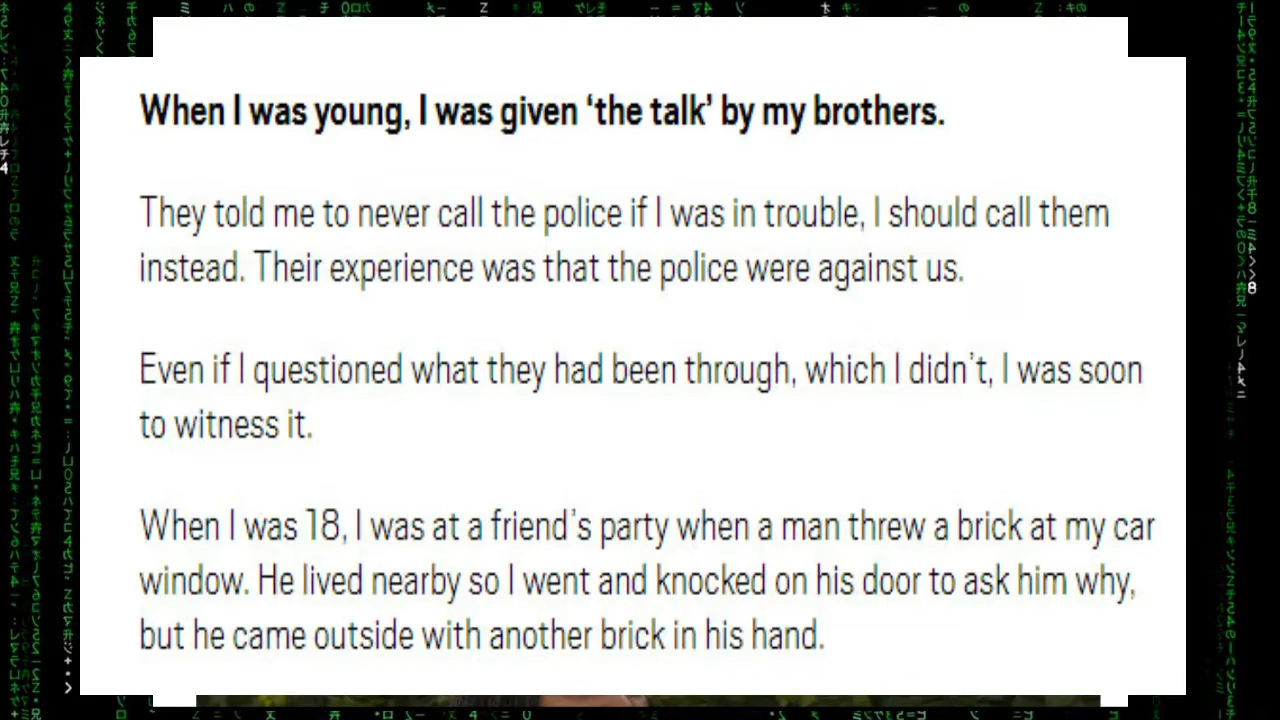 When I was young, I was given ‘the talk’ by my brothers.
They told me to never call the police if I was in trouble, I should call them
instead. Their experience was that the police were against us.
Even if I questioned what they had been through, which I didn’t, I was soon
to witness it.
When I was 18, I was at a friend’s party when a man threw a brick at my car
window. He lived nearby so I went and knocked on his door to ask him why,
but he came outside with another brick in his hand.